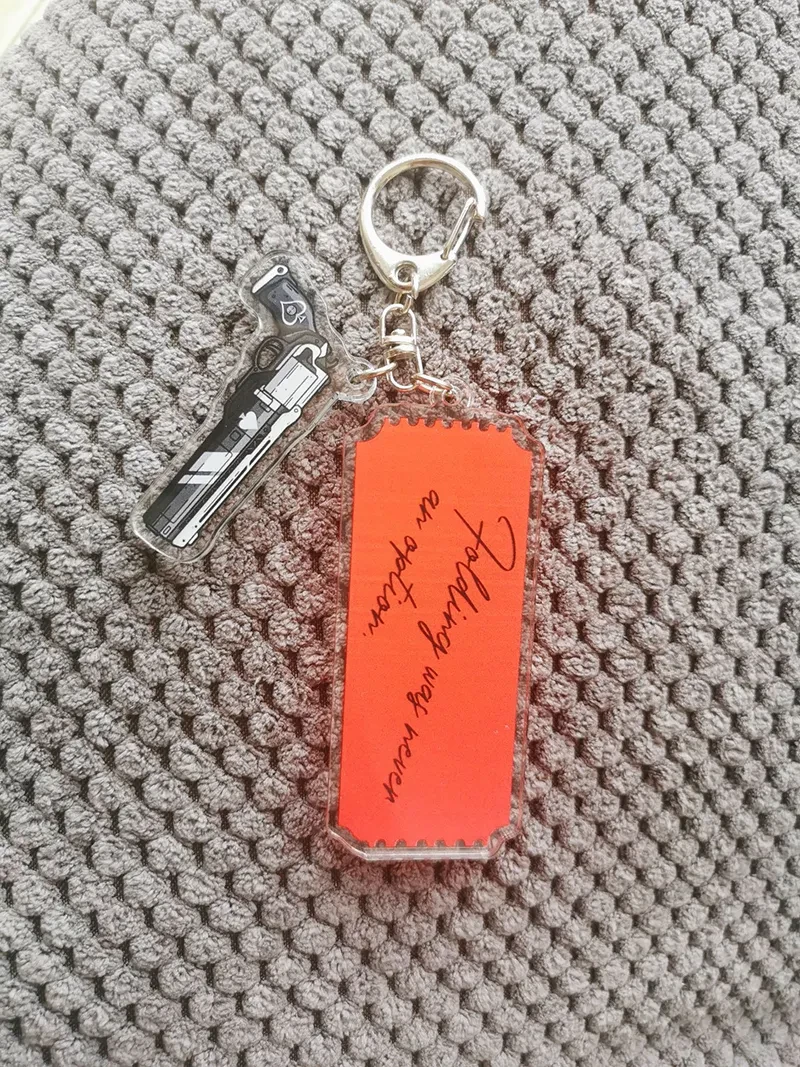 Folding was never
an option.